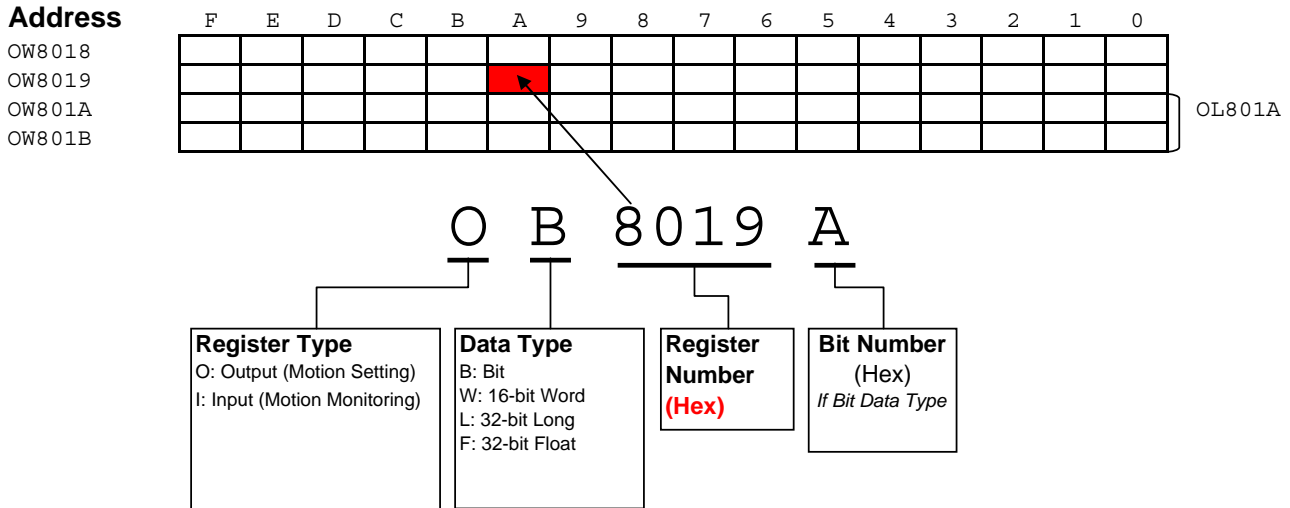 Address F E D C B A 9 8 7 6 5 4 3 2 1 0
OW8018
OW8019
OW801A OL801A
OW801B
O B 8019 A
Register Type
O: Output (Motion Setting)
I: Input (Motion Monitoring)
Data Type
B: Bit
W: 16-bit Word
L: 32-bit Long
F: 32-bit Float
Register
Number
(Hex)
Bit Number
(Hex)
If Bit Data Type